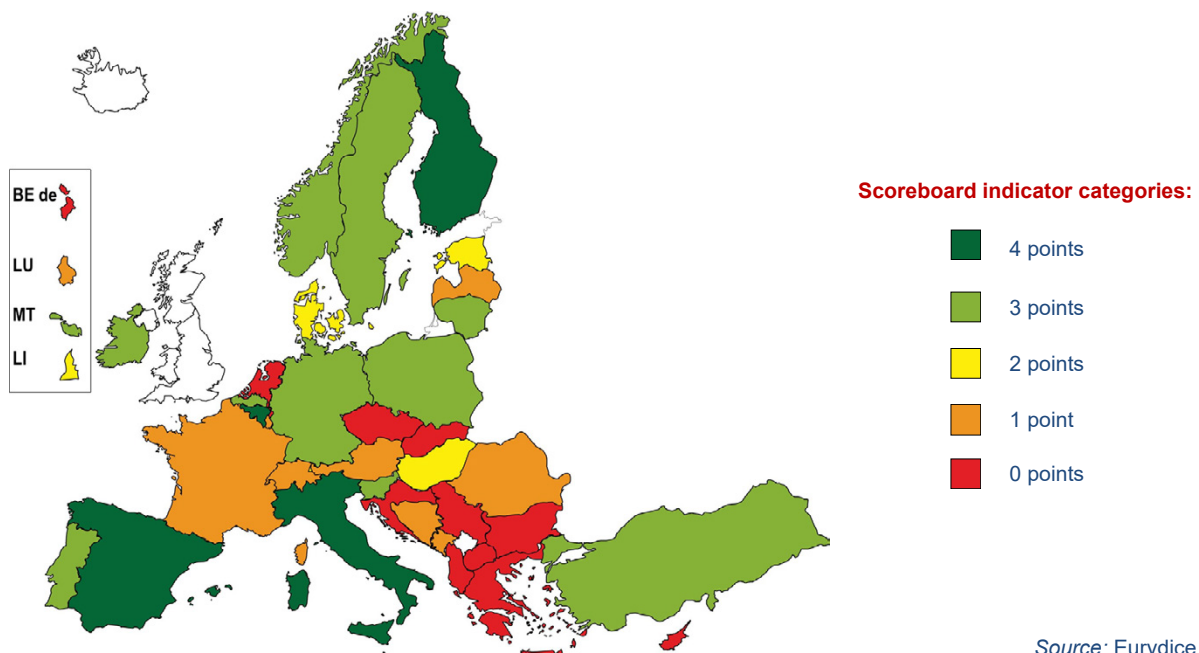 BE de
LU
MT
LI
Scoreboard indicator categories:
4 points
3 points
2 points
1 point
0 points
Source: Eurydice